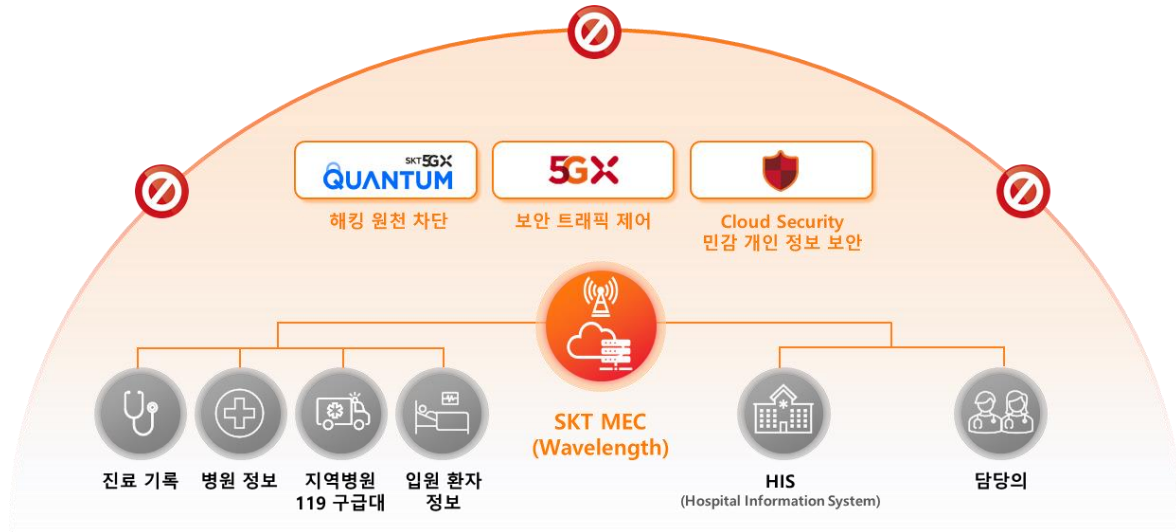 SKT 5GX
QUANTUM
해킹 원천 차단
5GX
보안 트래픽 제어
Cloud Security
민감 개인 정보 보안
SKT MEC
(Wavelength)
진료 기록
병원 정보
지역병원
119 구급대
입원 환자
정보
HIS
(Hospital Information System)
담당의